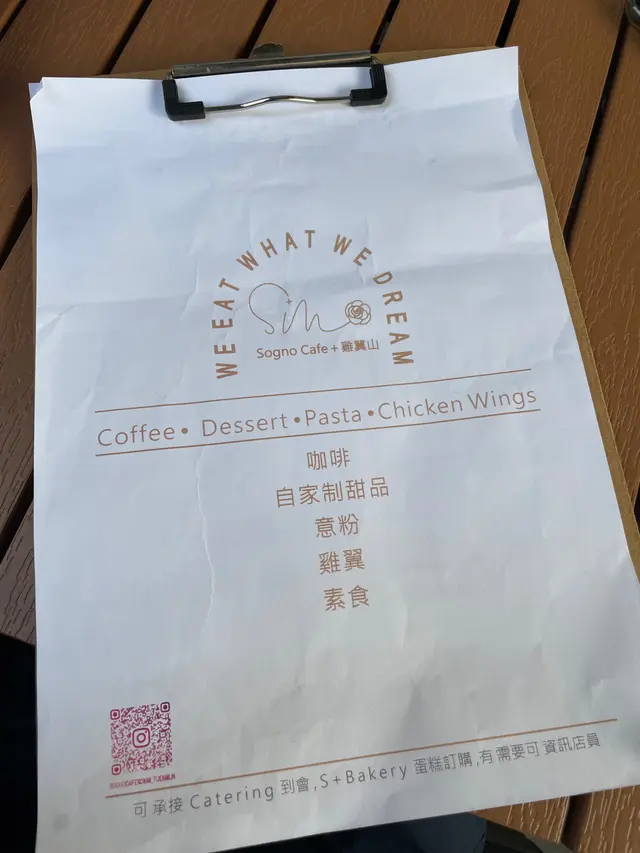 WE EAT WHAT WE DREAM
Sogno Cafe + 雞翼山
Coffee• Dessert •Pasta •Chicken Wings
咖啡
自家制甜品
意粉
雞翼
素食
可承接 Catering 到會,S+Bakery 蛋糕訂購,有需要可資訊店員